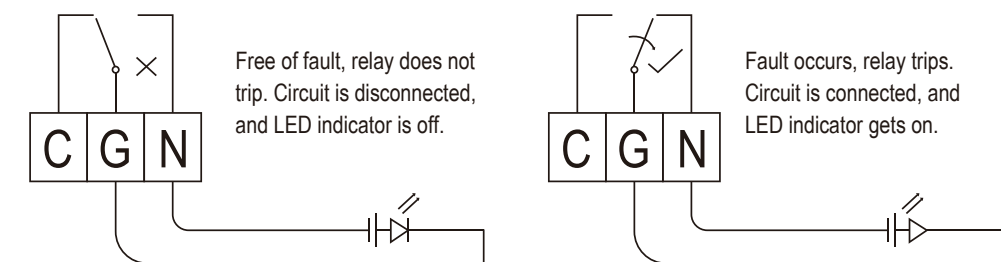 Free of fault, relay does not
trip. Circuit is disconnected,
and LED indicator is off.
C G N
Fault occurs, relay trips.
Circuit is connected, and
LED indicator gets on.
C G N